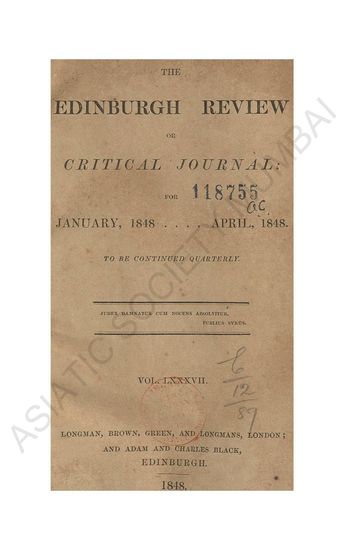 THE
EDINBURGH REVIEW
OR
CRITICAL JOURNAL:
FOR
118755
JANUARY, 1848 . . . . APRIL, 1848.
TO BE CONTINUED QUARTERLY.
JUDEX DAMNATUR CUM NOCENS ABSOLVITUR.
PUBLIUS SYRUS.
VOL. LXXXVII.
12
LONGMAN, BROWN, GREEN, AND LONGMANS, LONDON;
AND ADAM AND CHARLES BLACK,
EDINBURGH.
1848.
ASIATIC SOCIETY MUMBAI